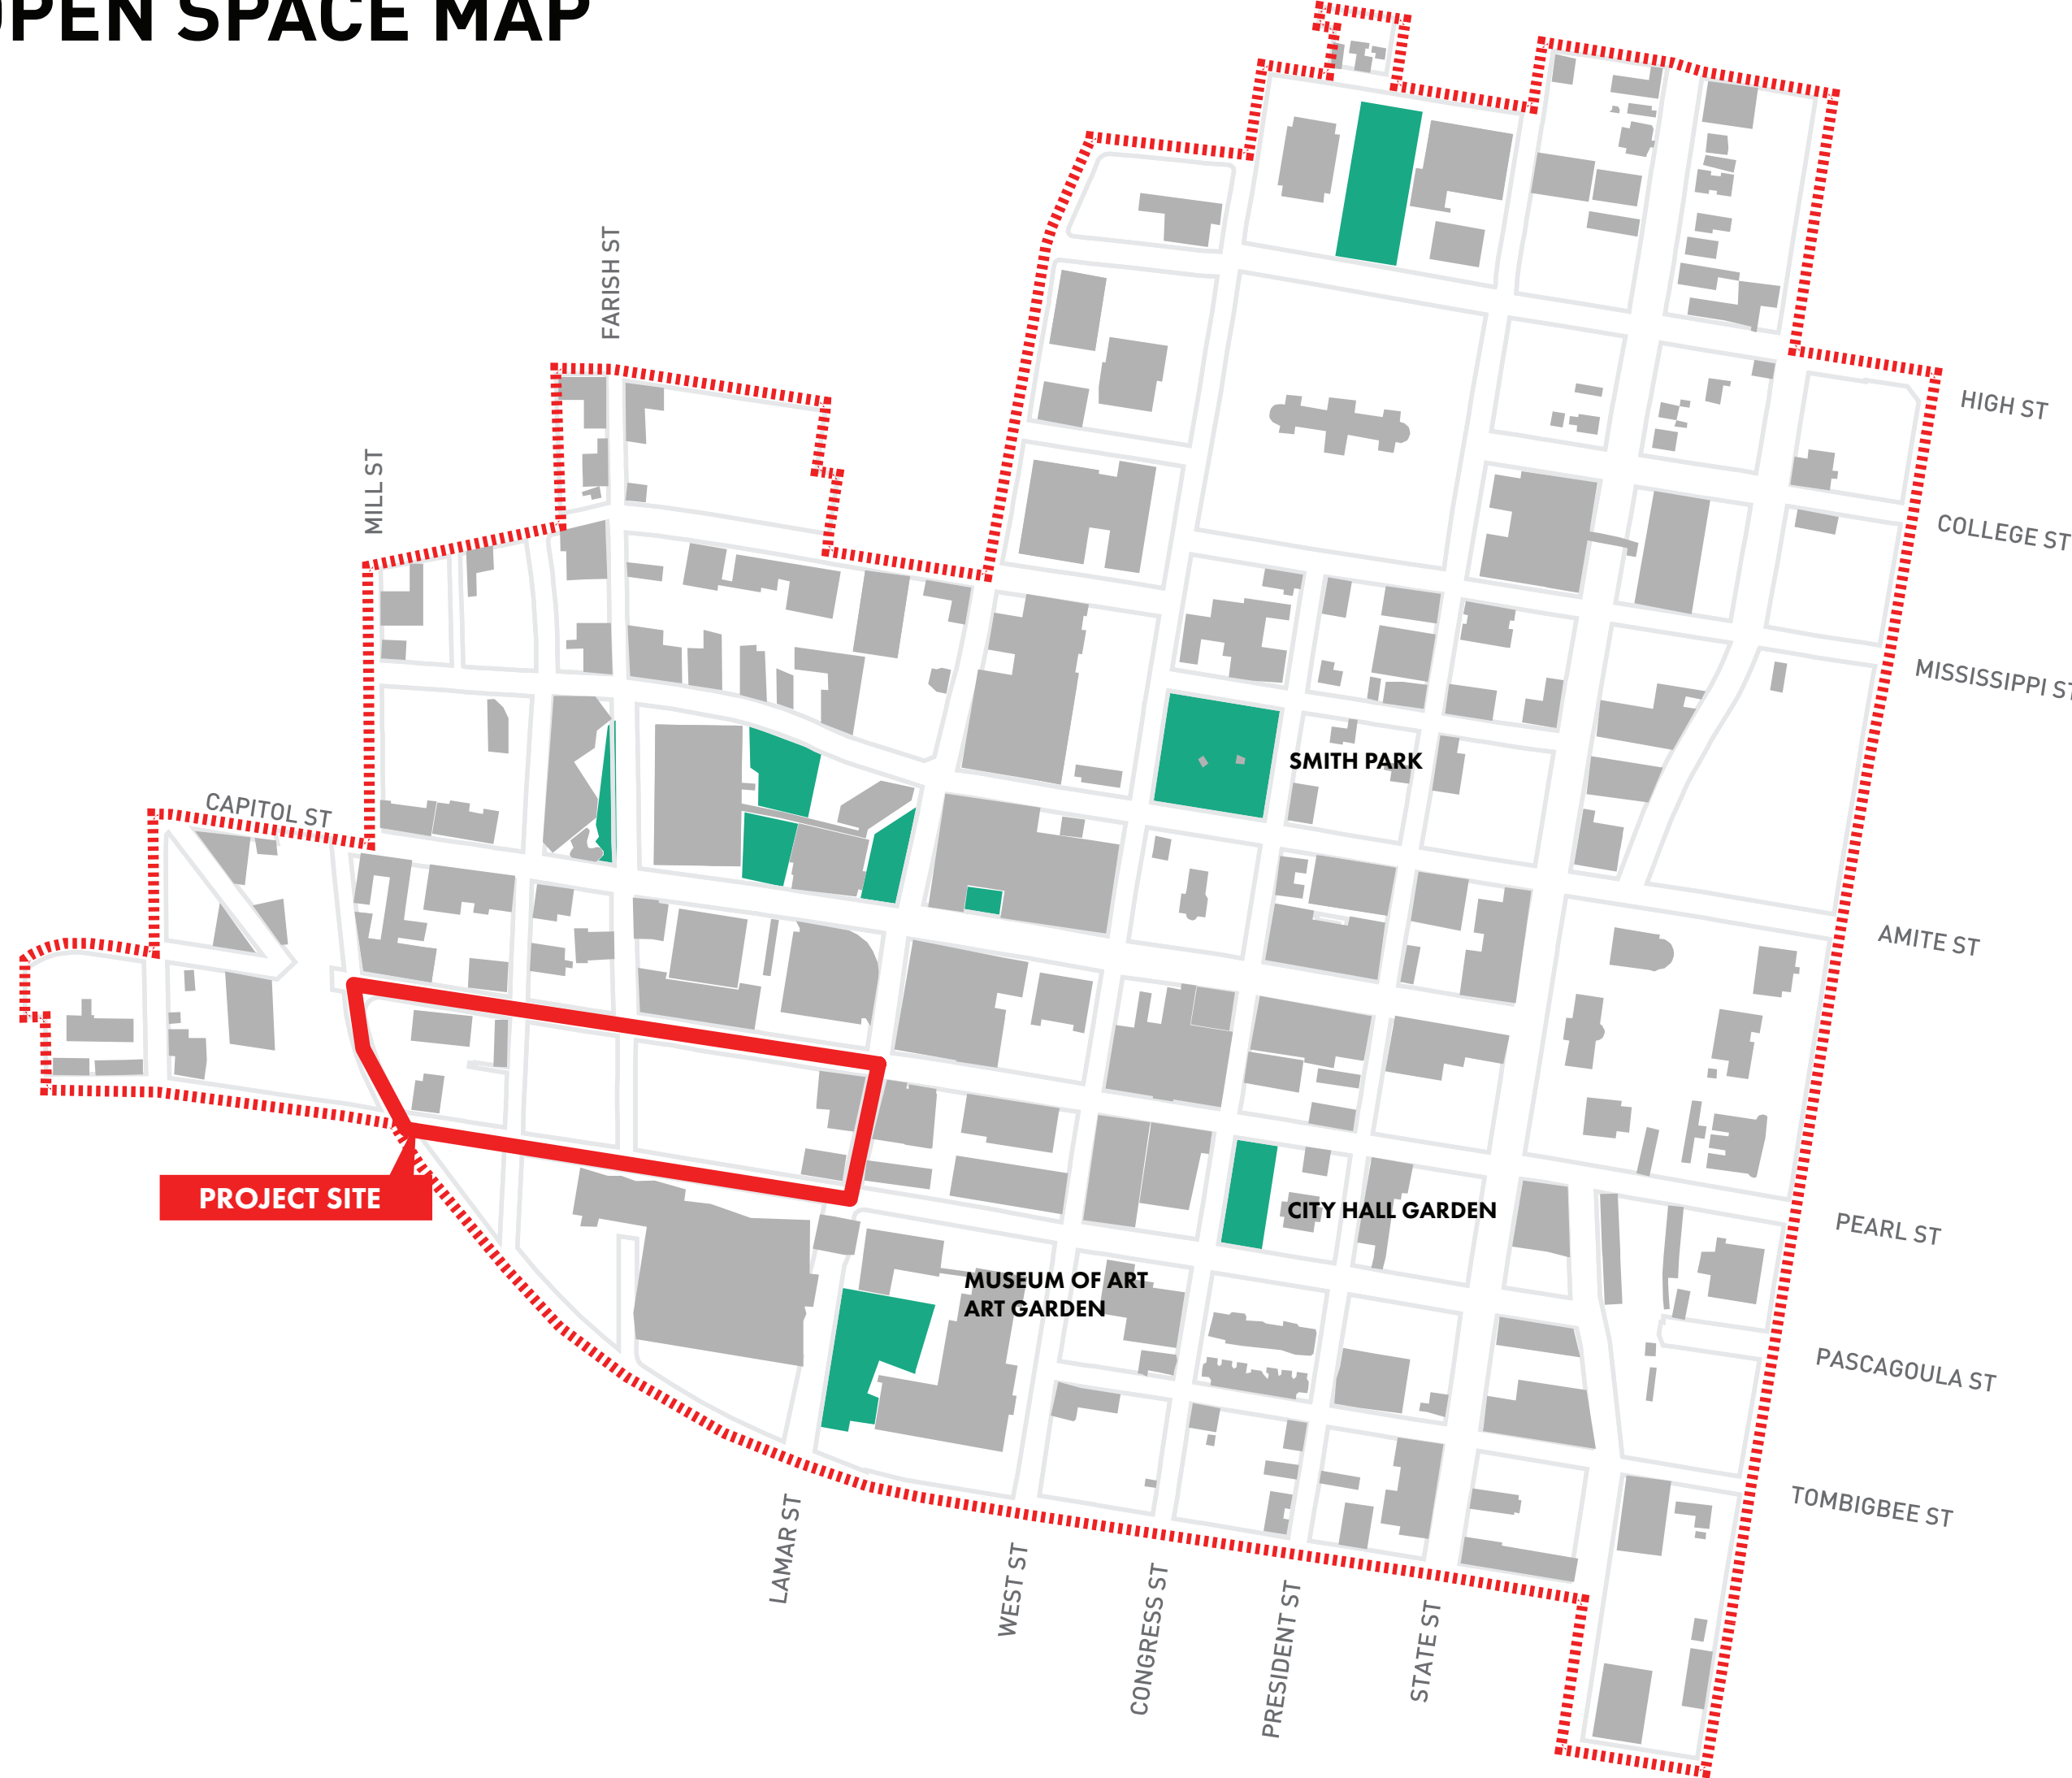 OPEN SPACE MAP
FARISH ST
MILL ST
HIGH ST
COLLEGE ST
MISSISSIPPI ST
SMITH PARK
CAPITOL ST
AMITE ST
PROJECT SITE
CITY HALL GARDEN
PEARL ST
MUSEUM OF ART
ART GARDEN
PASCAGOULA ST
TOMBIGBEE ST
LAMAR ST
WEST ST
CONGRESS ST
PRESIDENT ST
STATE ST